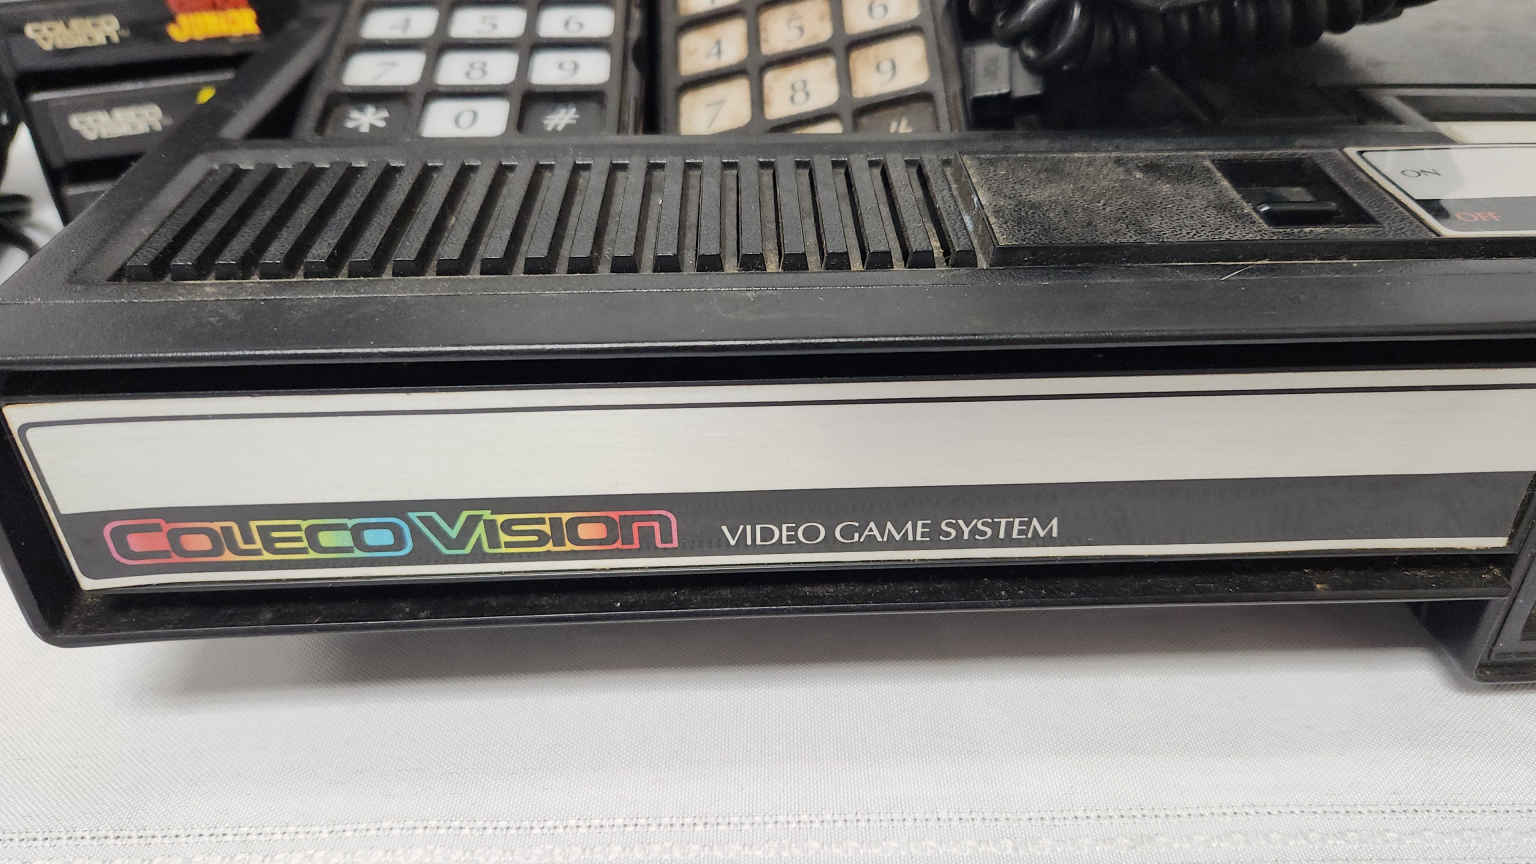 COLECO VISION JUNIOR
COLECO VISION
4 5 6
7 8 9
* 0 #
4 5 6
7 8 9
ON
OFF
COLECOVISION VIDEO GAME SYSTEM